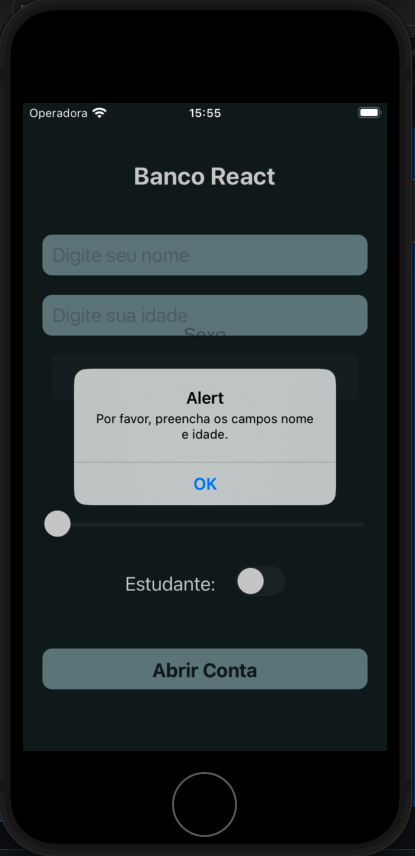 Operadora
15:55
Banco React
Digite seu nome
Digite sua idade
Sexo
Alert
Por favor, preencha os campos nome
e idade.
OK
Estudante:
Abrir Conta